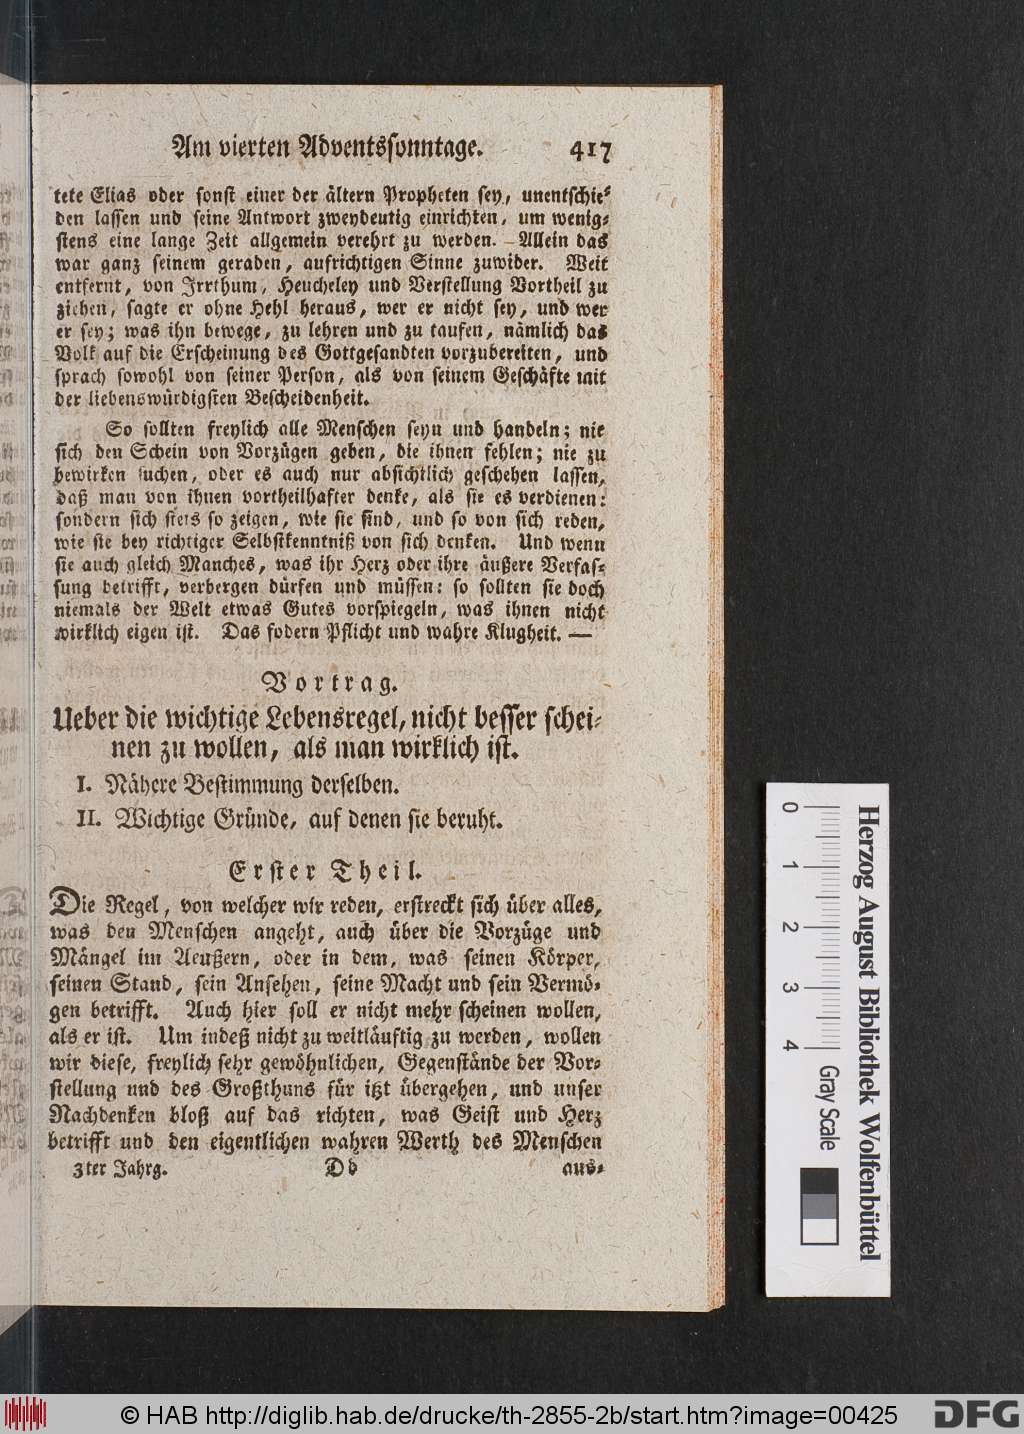 Am vierten Adventssonntage. 417
tete Elias oder sonst einer der ältern Propheten sey, unentschie-
den lassen und seine Antwort zweydeutig einrichten, um wenig-
stens eine lange Zeit allgemein verehrt zu werden. Allein das
war ganz seinem geraden, aufrichtigen Sinne zuwider. Weit
entfernt, von Irrthum, Heucheley und Verstellung Vortheil zu
ziehen, sagte er ohne Hehl heraus, wer er nicht sey, und wer
er sey; was ihn bewege, zu lehren und zu taufen, nämlich das
Volk auf die Erscheinung des Gottgesandten vorzubereiten, und
sprach sowohl von seiner Person, als von seinem Geschäfte mit
der liebenswürdigsten Bescheidenheit.
So sollten freylich alle Menschen seyn und handeln; nie
sich den Schein von Vorzügen geben, die ihnen fehlen; nie zu
bewirken suchen, oder es auch nur absichtlich geschehen lassen,
daß man von ihnen vortheilhafter denke, als sie es verdienen:
sondern sich stets so zeigen, wie sie sind, und so von sich reden,
wie sie bey richtiger Selbstkenntniß von sich denken. Und wenn
sie auch gleich Manches, was ihr Herz oder ihre äußere Verfas-
sung betrifft, verbergen dürfen und müssen: so sollten sie doch
niemals der Welt etwas Gutes vorspiegeln, was ihnen nicht
wirklich eigen ist. Das fodern Pflicht und wahre Klugheit. —
Vortrag.
Ueber die wichtige Lebensregel, nicht besser schei-
nen zu wollen, als man wirklich ist.
I. Nähere Bestimmung derselben.
II. Wichtige Gründe, auf denen sie beruht.
Erster Theil.
Die Regel, von welcher wir reden, erstreckt sich über alles,
was den Menschen angeht, auch über die Vorzüge und
Mängel im Aeußern, oder in dem, was seinen Körper,
seinen Stand, sein Ansehen, seine Macht und sein Vermö-
gen betrifft. Auch hier soll er nicht mehr scheinen wollen,
als er ist. Um indeß nicht zu weitläuftig zu werden, wollen
wir diese, freylich sehr gewöhnlichen, Gegenstände der Vor-
stellung und des Großthuns für itzt übergehen, und unser
Nachdenken bloß auf das richten, was Geist und Herz
betrifft und den eigentlichen wahren Werth des Menschen
3ter Jahrg. Dd aus-
0 1 2 3 4
Gray Scale
Herzog August Bibliothek Wolfenbüttel
© HAB http://diglib.hab.de/drucke/th-2855-2b/start.htm?image=00425
DFG